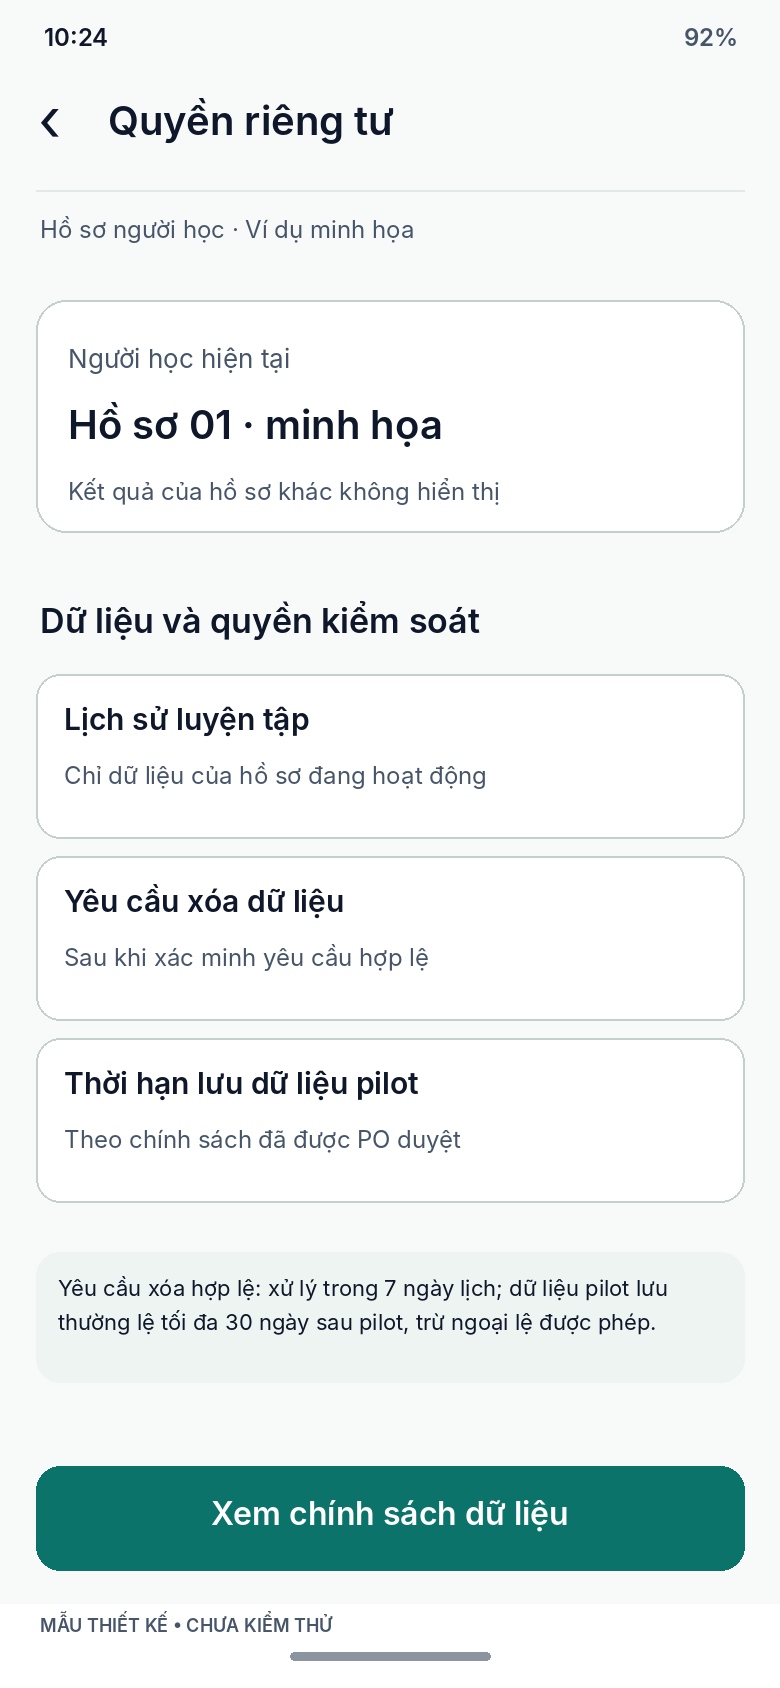 10:24
92%
Quyền riêng tư
Hồ sơ người học · Ví dụ minh họa
Người học hiện tại
Hồ sơ 01 · minh họa
Kết quả của hồ sơ khác không hiển thị
Dữ liệu và quyền kiểm soát
Lịch sử luyện tập
Chỉ dữ liệu của hồ sơ đang hoạt động
Yêu cầu xóa dữ liệu
Sau khi xác minh yêu cầu hợp lệ
Thời hạn lưu dữ liệu pilot
Theo chính sách đã được PO duyệt
Yêu cầu xóa hợp lệ: xử lý trong 7 ngày lịch; dữ liệu pilot lưu
thường lệ tối đa 30 ngày sau pilot, trừ ngoại lệ được phép.
Xem chính sách dữ liệu
MẪU THIẾT KẾ • CHƯA KIỂM THỬ